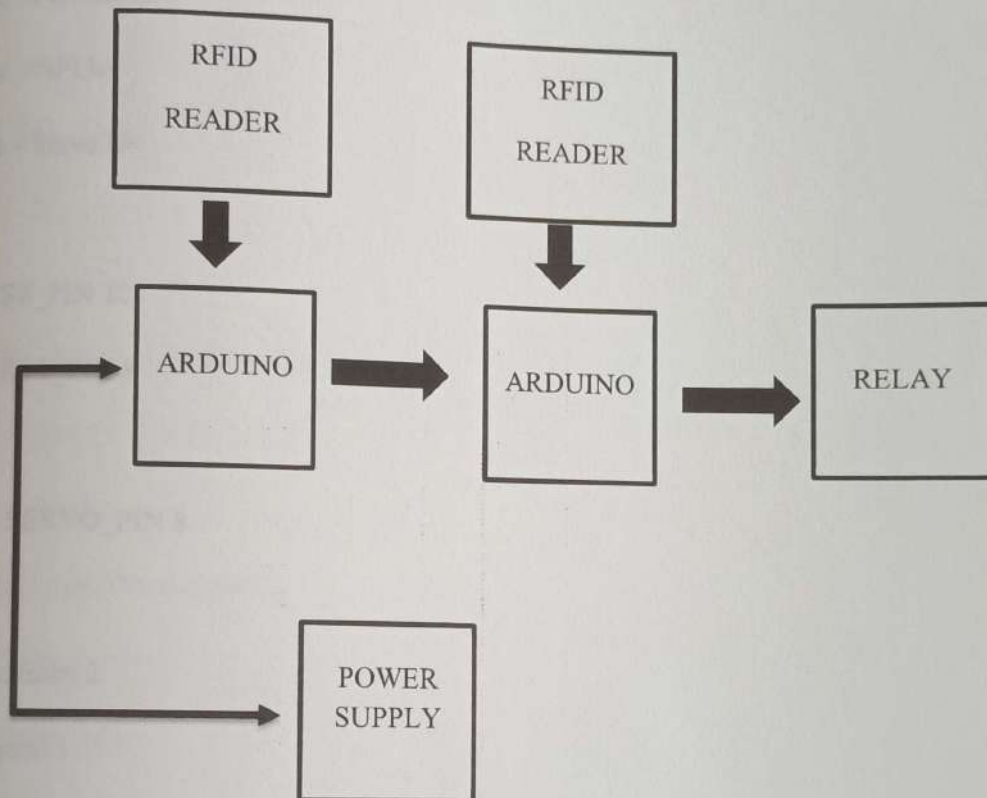 RFID
READER
RFID
READER
ARDUINO
ARDUINO
RELAY
POWER
SUPPLY